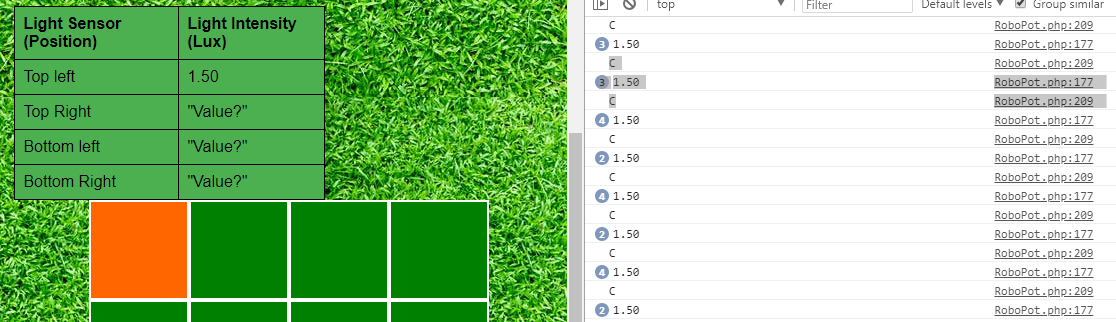 Light Sensor (Position) Light Intensity (Lux)
Top left 1.50
Top Right "Value?"
Bottom left "Value?"
Bottom Right "Value?"
top Filter Default levels Group similar
C RoboPot.php:209
3 1.50 RoboPot.php:177
C RoboPot.php:209
3 1.50 RoboPot.php:177
C RoboPot.php:209
4 1.50 RoboPot.php:177
C RoboPot.php:209
2 1.50 RoboPot.php:177
C RoboPot.php:209
4 1.50 RoboPot.php:177
C RoboPot.php:209
2 1.50 RoboPot.php:177
C RoboPot.php:209
4 1.50 RoboPot.php:177
C RoboPot.php:209
2 1.50 RoboPot.php:177